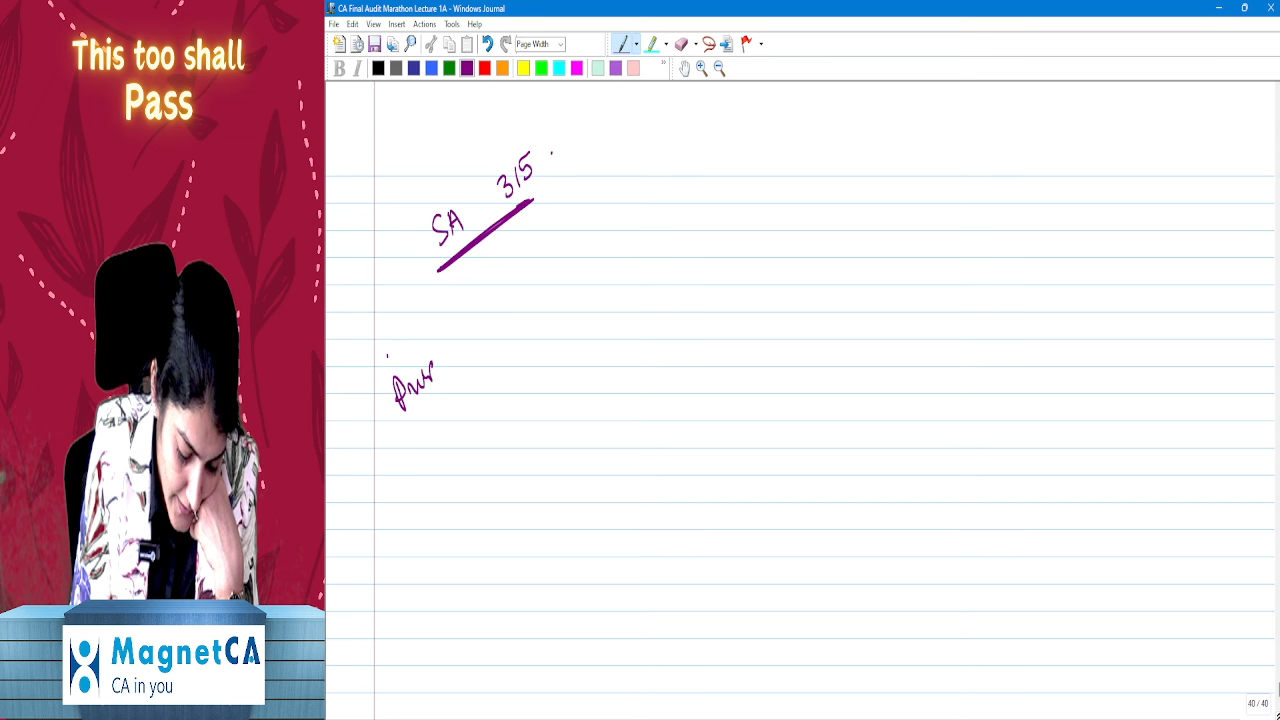 This too shall
Pass
CA Final Audit Marathon Lecture 1A - Windows Journal
File Edit View Insert Actions Tools Help
Page Width
B I
SA 315
MagnetCA
CA in you
40 / 40